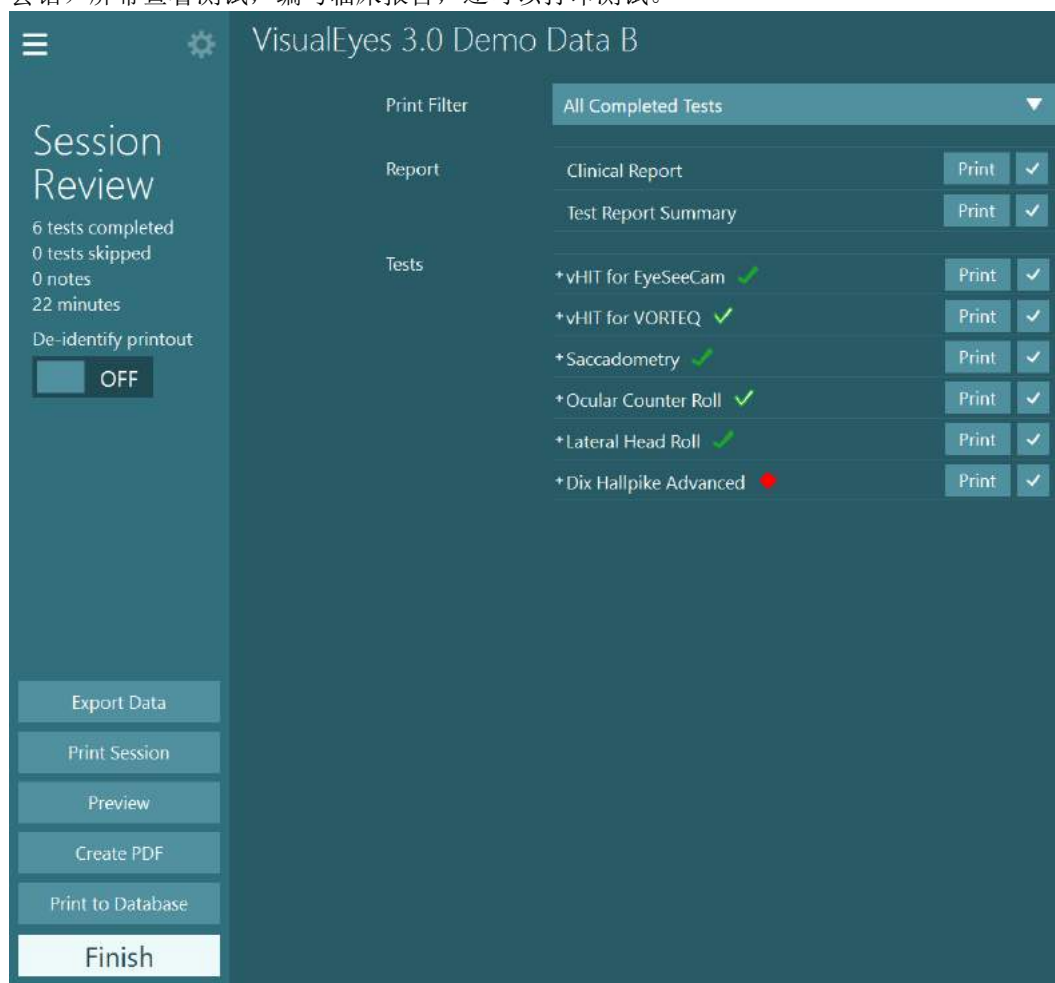 VisualEyes 3.0 Demo Data B
Session
Review
6 tests completed
0 tests skipped
0 notes
22 minutes
De-identify printout
OFF
Export Data
Print Session
Preview
Create PDF
Print to Database
Finish
Print Filter All Completed Tests
Report Clinical Report Print
Test Report Summary Print
Tests +vHIT for EyeSeeCam Print
+vHIT for VORTEQ Print
+Saccadometry Print
+Ocular Counter Roll Print
+Lateral Head Roll Print
+Dix Hallpike Advanced Print